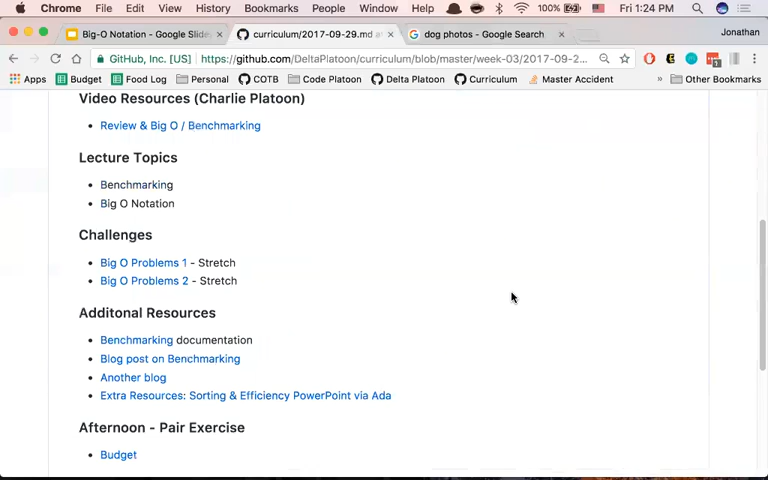 Chrome File Edit View History Bookmarks People Window Help 100% Fri 1:24 PM
Big-O Notation - Google Slides curriculum/2017-09-29.md a dog photos - Google Search Jonathan
GitHub, Inc. [US] https://github.com/DeltaPlatoon/curriculum/blob/master/week-03/2017-09-2...
Apps Budget Food Log Personal COTB Code Platoon Delta Platoon Curriculum Master Accident » Other Bookmarks
Video Resources (Charlie Platoon)
• Review & Big O / Benchmarking
Lecture Topics
• Benchmarking
• Big O Notation
Challenges
• Big O Problems 1 - Stretch
• Big O Problems 2 - Stretch
Additonal Resources
• Benchmarking documentation
• Blog post on Benchmarking
• Another blog
• Extra Resources: Sorting & Efficiency PowerPoint via Ada
Afternoon - Pair Exercise
• Budget